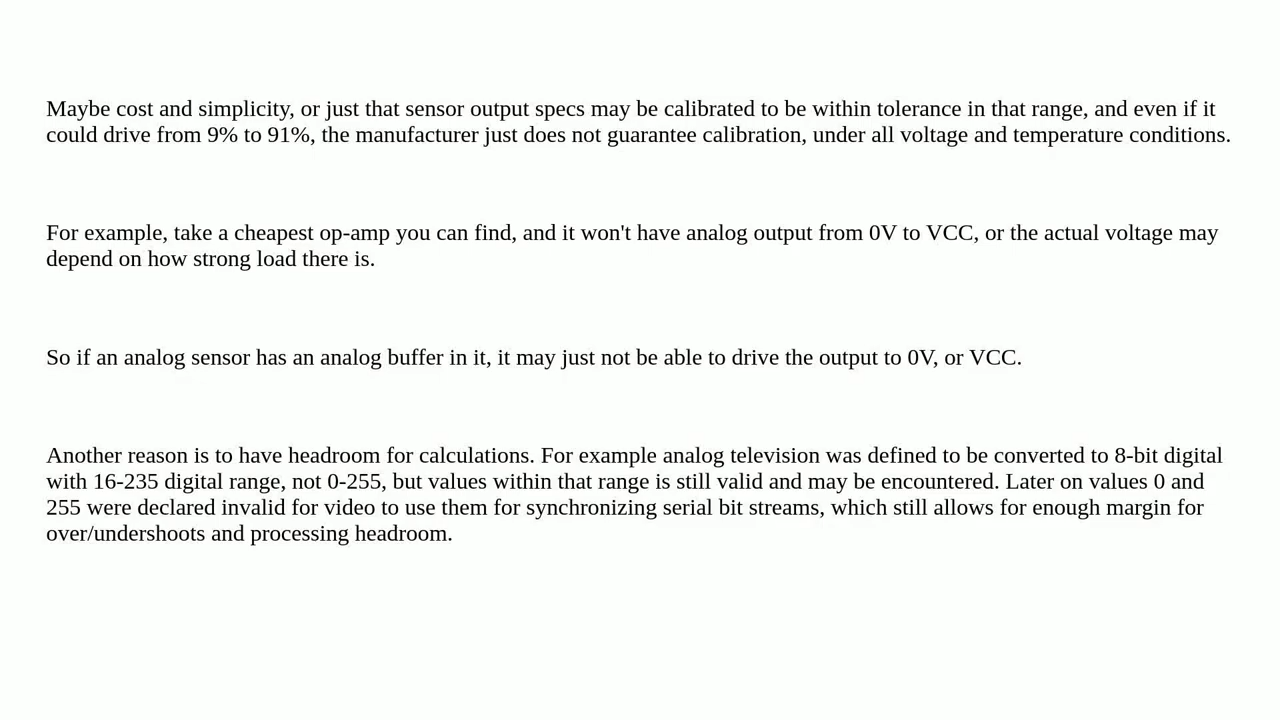 Maybe cost and simplicity, or just that sensor output specs may be calibrated to be within tolerance in that range, and even if it
could drive from 9% to 91%, the manufacturer just does not guarantee calibration, under all voltage and temperature conditions.
For example, take a cheapest op-amp you can find, and it won't have analog output from 0V to VCC, or the actual voltage may
depend on how strong load there is.
So if an analog sensor has an analog buffer in it, it may just not be able to drive the output to 0V, or VCC.
Another reason is to have headroom for calculations. For example analog television was defined to be converted to 8-bit digital
with 16-235 digital range, not 0-255, but values within that range is still valid and may be encountered. Later on values 0 and
255 were declared invalid for video to use them for synchronizing serial bit streams, which still allows for enough margin for
over/undershoots and processing headroom.